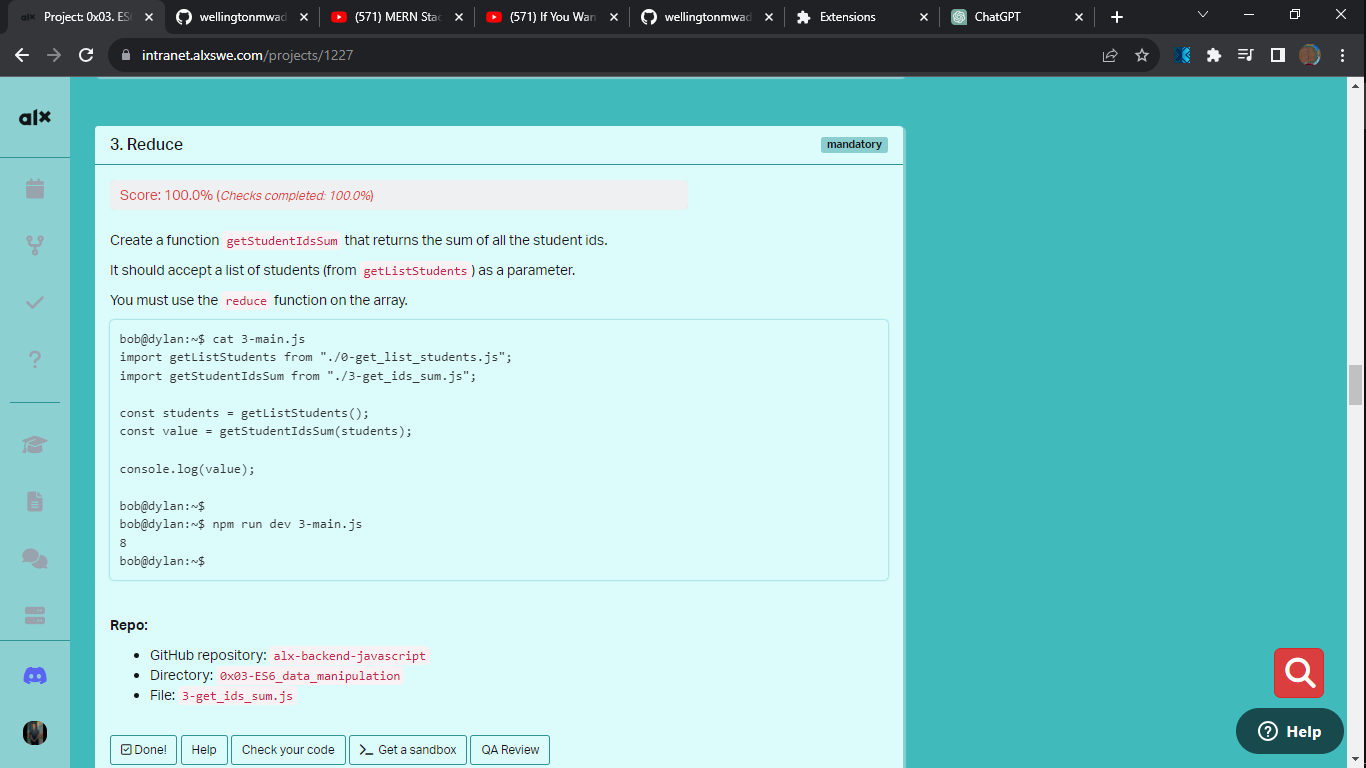 Project: 0x03. ES6
wellingtonmwad
(571) MERN Stac
(571) If You Wan
wellingtonmwad
Extensions
ChatGPT
intranet.alxswe.com/projects/1227
alx
3. Reduce
mandatory
Score: 100.0% (Checks completed: 100.0%)
Create a function getStudentIdsSum that returns the sum of all the student ids.
It should accept a list of students (from getListStudents ) as a parameter.
You must use the reduce function on the array.
bob@dylan:~$ cat 3-main.js
import getListStudents from "./0-get_list_students.js";
import getStudentIdsSum from "./3-get_ids_sum.js";
const students = getListStudents();
const value = getStudentIdsSum(students);
console.log(value);
bob@dylan:~$
bob@dylan:~$ npm run dev 3-main.js
8
bob@dylan:~$
Repo:
GitHub repository: alx-backend-javascript
Directory: 0x03-ES6_data_manipulation
File: 3-get_ids_sum.js
Done!
Help
Check your code
>_ Get a sandbox
QA Review
Help